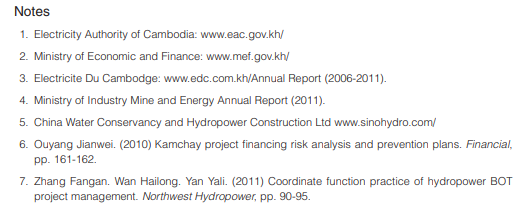 Notes
1. Electricity Authority of Cambodia: www.eac.gov.kh/
2. Ministry of Economic and Finance: www.mef.gov.kh/
3. Electricite Du Cambodge: www.edc.com.kh/Annual Report (2006-2011).
4. Ministry of Industry Mine and Energy Annual Report (2011).
5. China Water Conservancy and Hydropower Construction Ltd www.sinohydro.com/
6. Ouyang Jianwei. (2010) Kamchay project financing risk analysis and prevention plans. Financial,
pp. 161-162.
7. Zhang Fangan. Wan Hailong. Yan Yali. (2011) Coordinate function practice of hydropower BOT
project management. Northwest Hydropower, pp. 90-95.